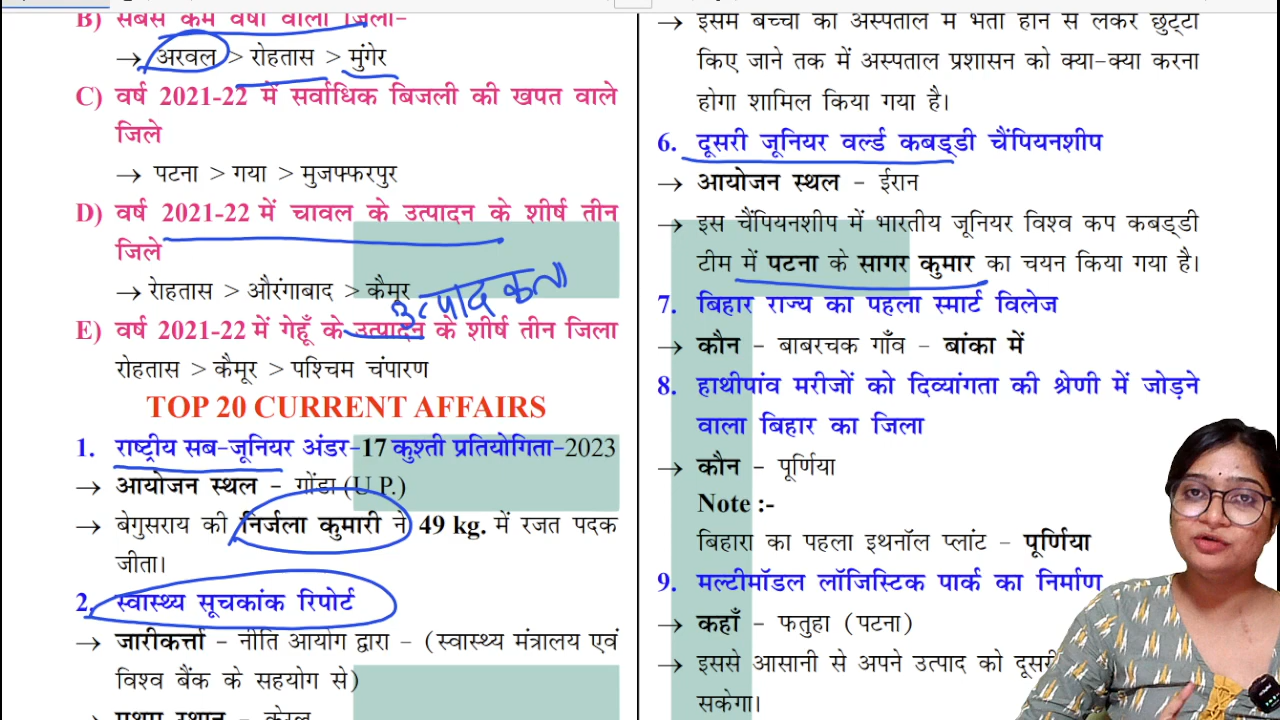 B) सबसे कम वर्षा वाला जिला-
→ अरवल > रोहतास > मुंगेर
C) वर्ष 2021-22 में सर्वाधिक बिजली की खपत वाले
जिले
→ पटना > गया > मुजफ्फरपुर
D) वर्ष 2021-22 में चावल के उत्पादन के शीर्ष तीन
जिले
→ रोहतास > औरंगाबाद > कैमूर
उत्पादकता
E) वर्ष 2021-22 में गेहूँ के उत्पादन के शीर्ष तीन जिला
रोहतास > कैमूर > पश्चिम चंपारण
TOP 20 CURRENT AFFAIRS
1. राष्ट्रीय सब-जूनियर अंडर-17 कुश्ती प्रतियोगिता-2023
→ आयोजन स्थल - गोंडा (U.P.)
→ बेगुसराय की निर्जला कुमारी ने 49 kg. में रजत पदक
जीता।
2. स्वास्थ्य सूचकांक रिपोर्ट
→ जारीकर्त्ता - नीति आयोग द्वारा - (स्वास्थ्य मंत्रालय एवं
विश्व बैंक के सहयोग से)
प्रथम स्थान - केरल
→ इसमें बच्चों को अस्पताल में भर्ती होने से लेकर छुट्टी
किए जाने तक में अस्पताल प्रशासन को क्या-क्या करना
होगा शामिल किया गया है।
6. दूसरी जूनियर वर्ल्ड कबड्डी चैंपियनशीप
→ आयोजन स्थल - ईरान
→ इस चैंपियनशीप में भारतीय जूनियर विश्व कप कबड्डी
टीम में पटना के सागर कुमार का चयन किया गया है।
7. बिहार राज्य का पहला स्मार्ट विलेज
→ कौन - बाबरचक गाँव - बांका में
8. हाथीपांव मरीजों को दिव्यांगता की श्रेणी में जोड़ने
वाला बिहार का जिला
→ कौन - पूर्णिया
Note :-
बिहारा का पहला इथनॉल प्लांट - पूर्णिया
9. मल्टीमॉडल लॉजिस्टिक पार्क का निर्माण
→ कहाँ - फतुहा (पटना)
→ इससे आसानी से अपने उत्पाद को दूसरी
सकेगा।